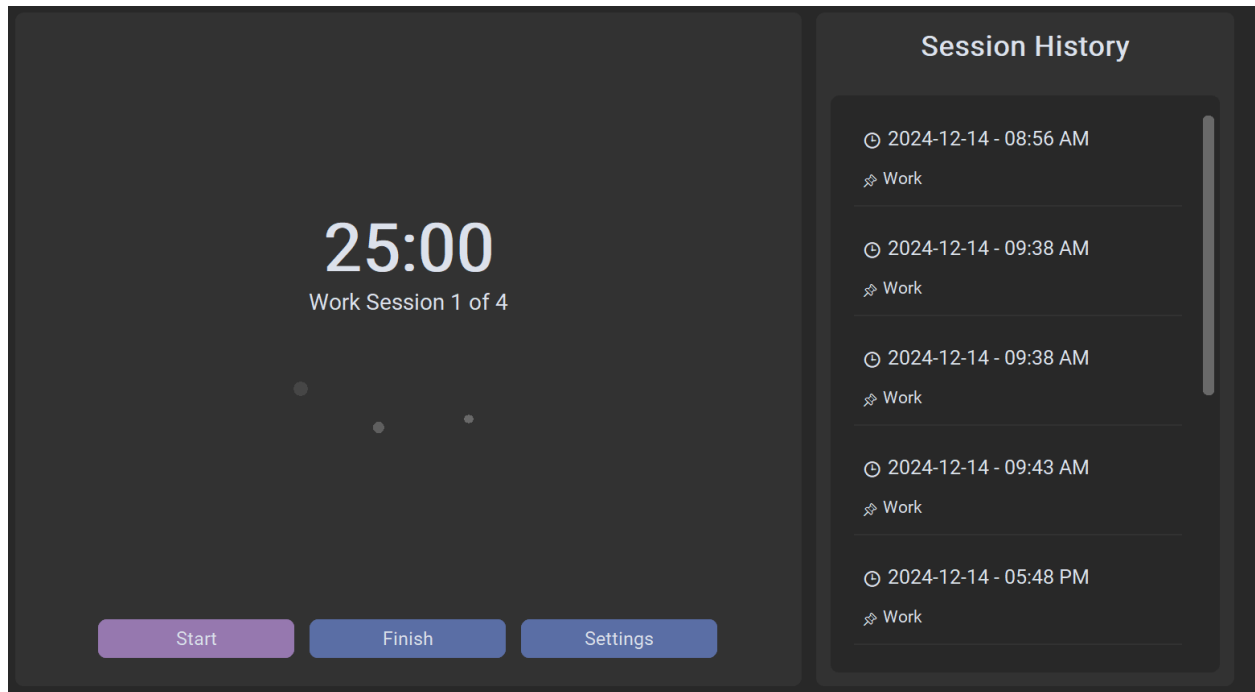 25:00
Work Session 1 of 4
Start
Finish
Settings
Session History
2024-12-14 - 08:56 AM
Work
2024-12-14 - 09:38 AM
Work
2024-12-14 - 09:38 AM
Work
2024-12-14 - 09:43 AM
Work
2024-12-14 - 05:48 PM
Work